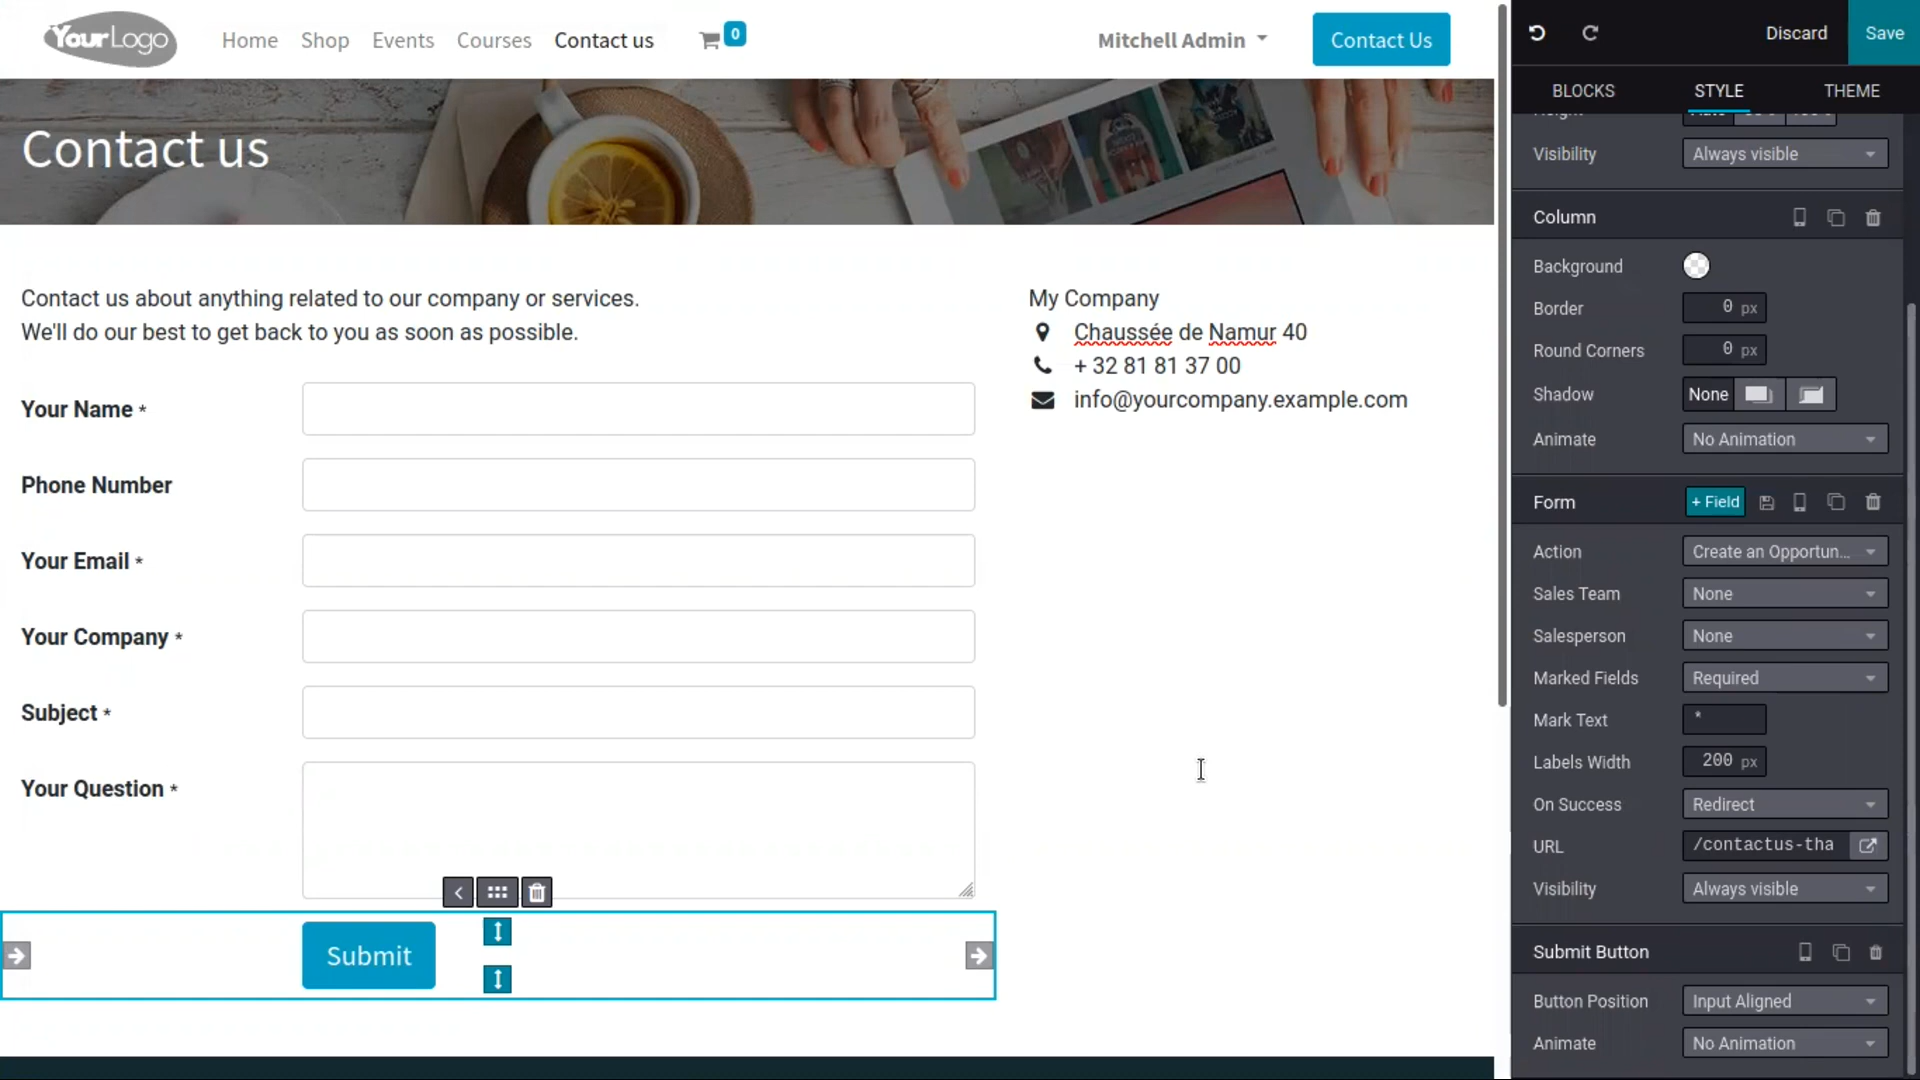 YourLogo
Home
Shop
Events
Courses
Contact us
0
Mitchell Admin
Contact Us
Discard
Save
BLOCKS
STYLE
THEME
Contact us
Visibility
Always visible
Column
Background
Border
0 px
Round Corners
0 px
Shadow
None
Animate
No Animation
Form
+ Field
Action
Create an Opportun...
Sales Team
None
Salesperson
None
Marked Fields
Required
Mark Text
*
Labels Width
200 px
On Success
Redirect
URL
/contactus-tha
Visibility
Always visible
Submit Button
Button Position
Input Aligned
Animate
No Animation
Contact us about anything related to our company or services.
We'll do our best to get back to you as soon as possible.
My Company
Chaussée de Namur 40
+ 32 81 81 37 00
info@yourcompany.example.com
Your Name *
Phone Number
Your Email *
Your Company *
Subject *
Your Question *
Submit